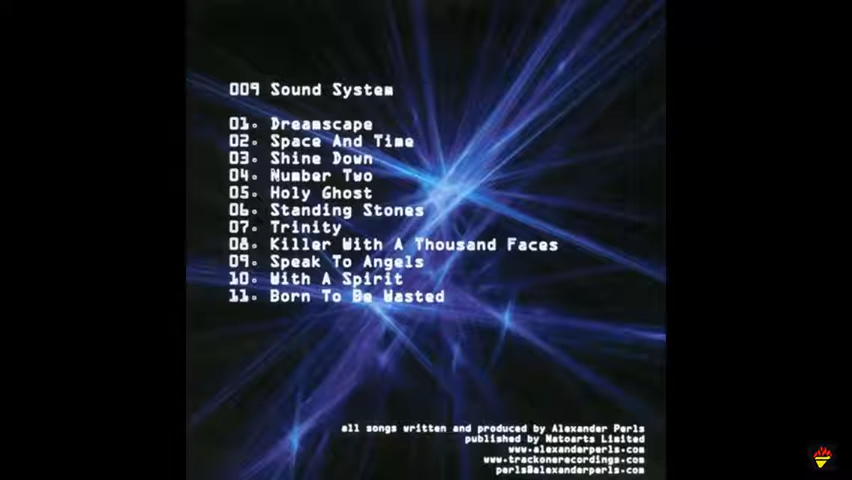 009 Sound System
01. Dreamscape
02. Space And Time
03. Shine Down
04. Number Two
05. Holy Ghost
06. Standing Stones
07. Trinity
08. Killer With A Thousand Faces
09. Speak To Angels
10. With A Spirit
11. Born To Be Wasted
all songs written and produced by Alexander Perls
published by Natoarts Limited
www.alexanderperls.com
www.trackonerecordings.com
perls@alexanderperls.com